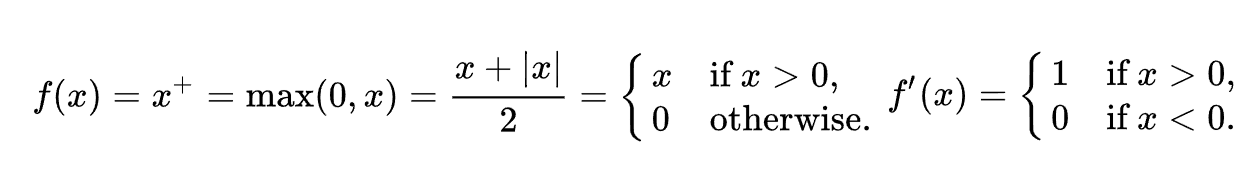 f(x) = x⁺ = max(0, x) = (x + |x|)/2 = { x if x > 0, 0 otherwise. f′(x) = { 1 if x > 0, 0 if x < 0.